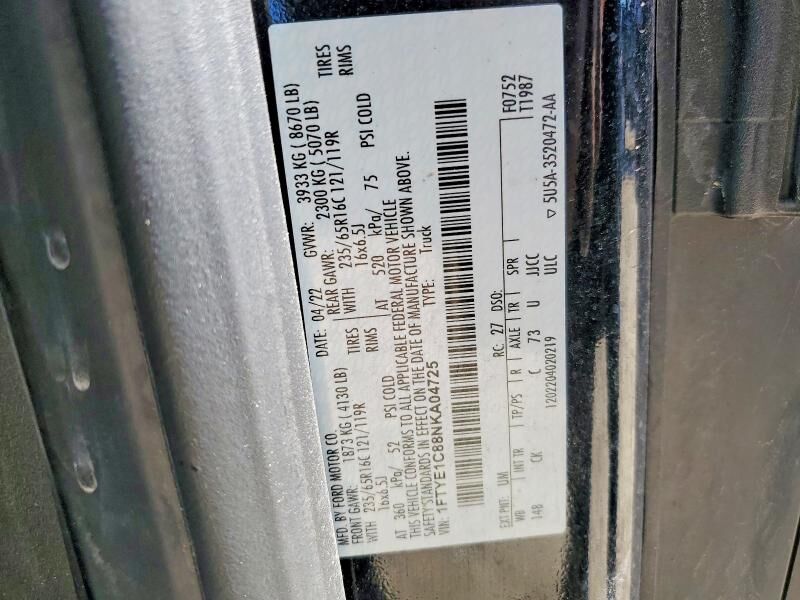 MFD. BY FORD MOTOR CO.
DATE: 04/22 GVWR: 3933 KG ( 8670 LB)
FRONT GAWR: 1873 KG ( 4130 LB) REAR GAWR: 2300 KG ( 5070 LB)
WITH 235/65R16C 121/119R TIRES WITH 235/65R16C 121/119R TIRES
16x6.5J RIMS 16x6.5J RIMS
AT 360 kPa/ 52 PSI COLD AT 520 kPa/ 75 PSI COLD
THIS VEHICLE CONFORMS TO ALL APPLICABLE FEDERAL MOTOR VEHICLE
SAFETY STANDARDS IN EFFECT ON THE DATE OF MANUFACTURE SHOWN ABOVE.
VIN: 1FTYE1C88NKA04725 TYPE: Truck
F0752
T1987
EXT PNT: UM RC: 27 DSO:
WB INT TR TP/PS R AXLE TR SPR
148 CK C 73 U JJCC
ULC
1202204020219 ▽ 5U5A-3520472-AA